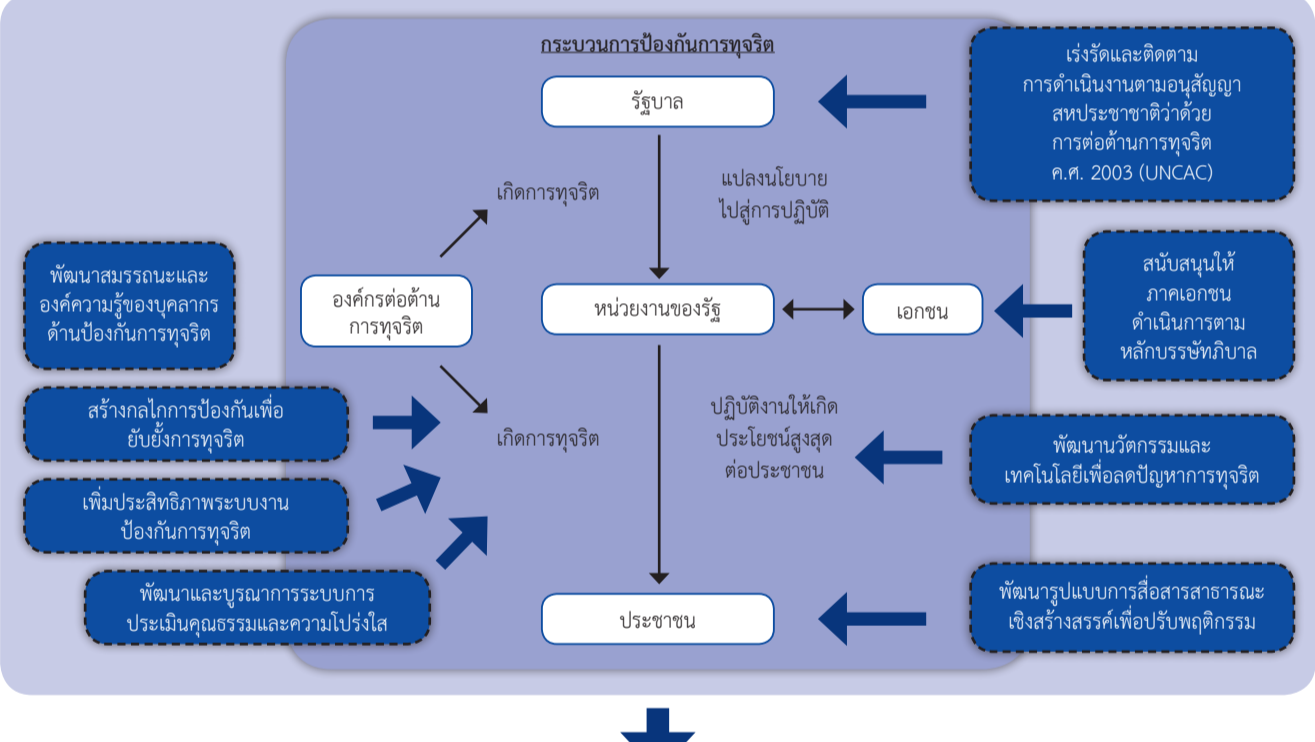 กระบวนการป้องกันการทุจริต
รัฐบาล
เร่งรัดและติดตาม
การดำเนินงานตามอนุสัญญา
สหประชาชาติว่าด้วย
การต่อต้านการทุจริต
ค.ศ. 2003 (UNCAC)
เกิดการทุจริต
แปลงนโยบาย
ไปสู่การปฏิบัติ
พัฒนาสมรรถนะและ
องค์ความรู้ของบุคลากร
ด้านป้องกันการทุจริต
องค์กรต่อต้าน
การทุจริต
หน่วยงานของรัฐ
เอกชน
สนับสนุนให้
ภาคเอกชน
ดำเนินการตาม
หลักบรรษัทภิบาล
สร้างกลไกการป้องกันเพื่อ
ยับยั้งการทุจริต
เกิดการทุจริต
ปฏิบัติงานให้เกิด
ประโยชน์สูงสุด
ต่อประชาชน
พัฒนานวัตกรรมและ
เทคโนโลยีเพื่อลดปัญหาการทุจริต
เพิ่มประสิทธิภาพระบบงาน
ป้องกันการทุจริต
พัฒนาและบูรณาการระบบการ
ประเมินคุณธรรมและความโปร่งใส
ประชาชน
พัฒนารูปแบบการสื่อสารสาธารณะ
เชิงสร้างสรรค์เพื่อปรับพฤติกรรม